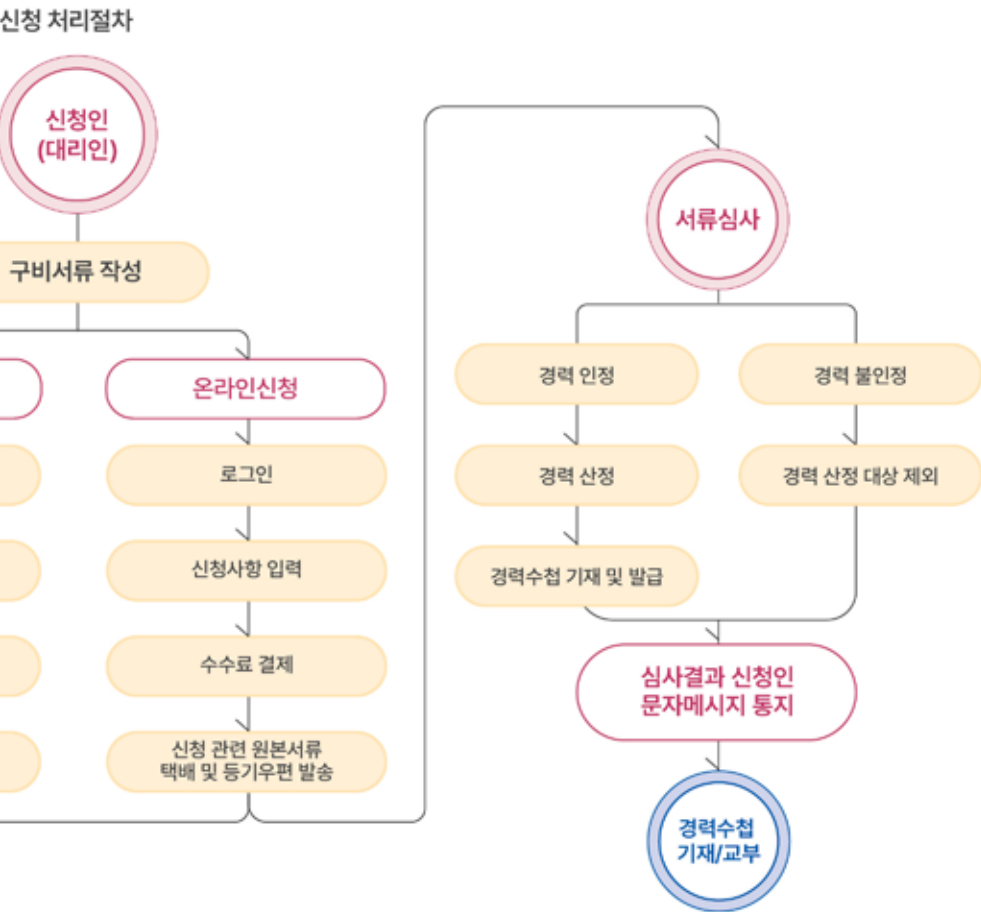 신청 처리절차
신청인
(대리인)
구비서류 작성
온라인신청
로그인
신청사항 입력
수수료 결제
신청 관련 원본서류
택배 및 등기우편 발송
서류심사
경력 인정
경력 불인정
경력 산정
경력 산정 대상 제외
경력수첩 기재 및 발급
심사결과 신청인
문자메시지 통지
경력수첩
기재/교부